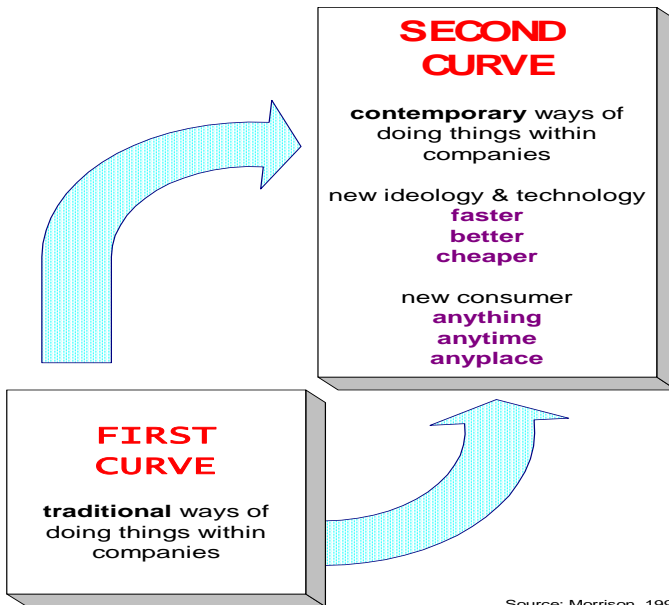 SECOND
CURVE
contemporary ways of
doing things within
companies
new ideology & technology
faster
better
cheaper
new consumer
anything
anytime
anyplace
FIRST
CURVE
traditional ways of
doing things within
companies
Source: Morrison,